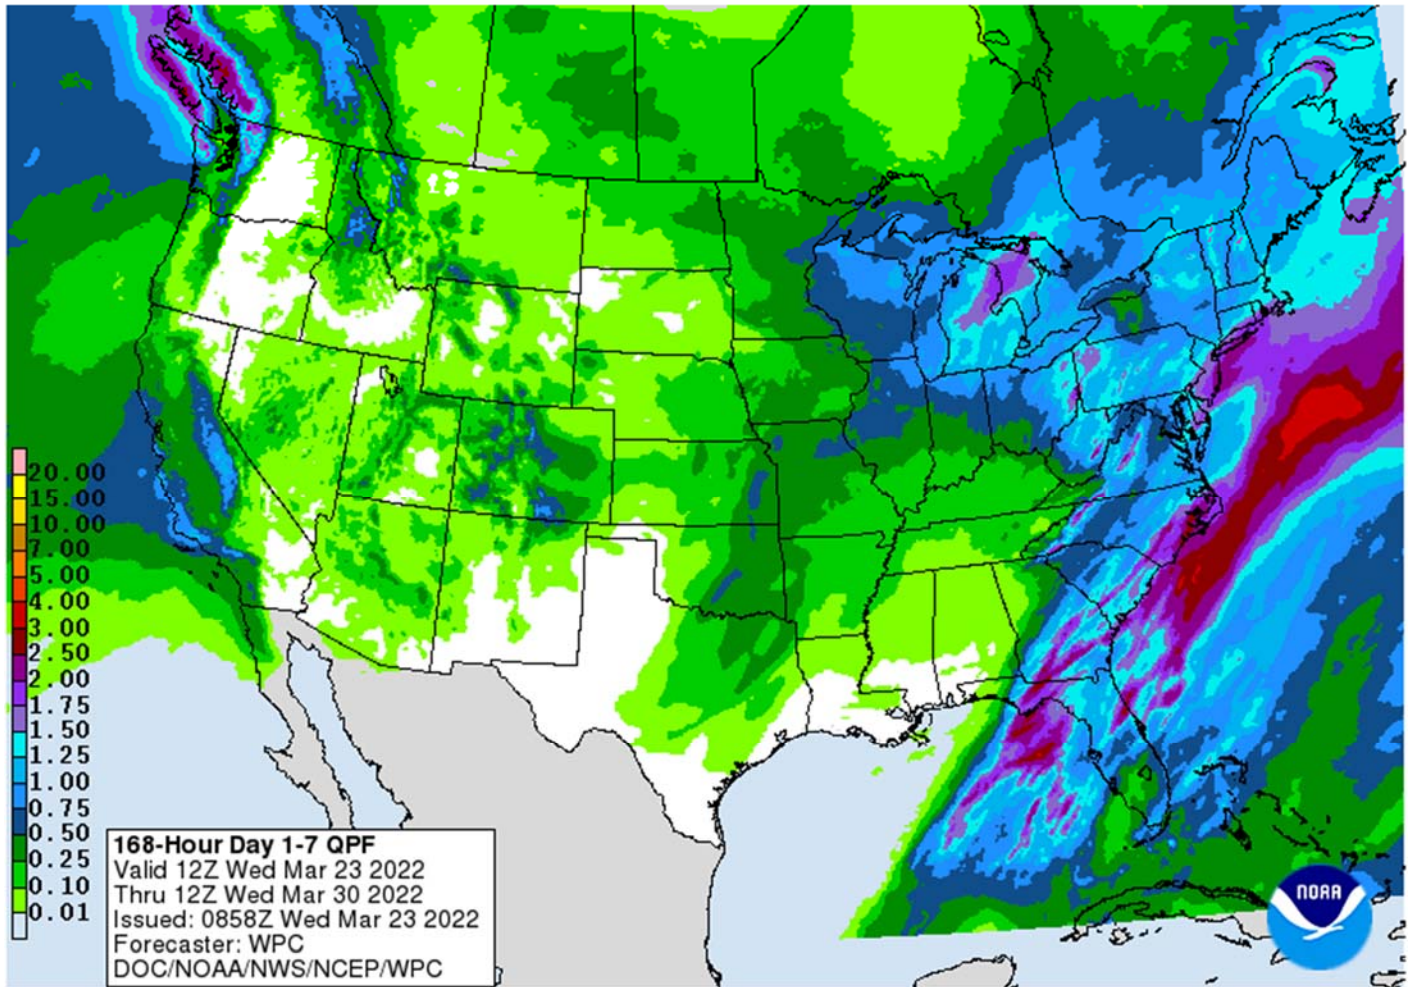 20.00
15.00
10.00
7.00
5.00
4.00
3.00
2.50
2.00
1.75
1.50
1.25
1.00
0.75
0.50
0.25
0.10
0.01
168-Hour Day 1-7 QPF
Valid 12Z Wed Mar 23 2022
Thru 12Z Wed Mar 30 2022
Issued: 0858Z Wed Mar 23 2022
Forecaster: WPC
DOC/NOAA/NWS/NCEP/WPC
NOAA